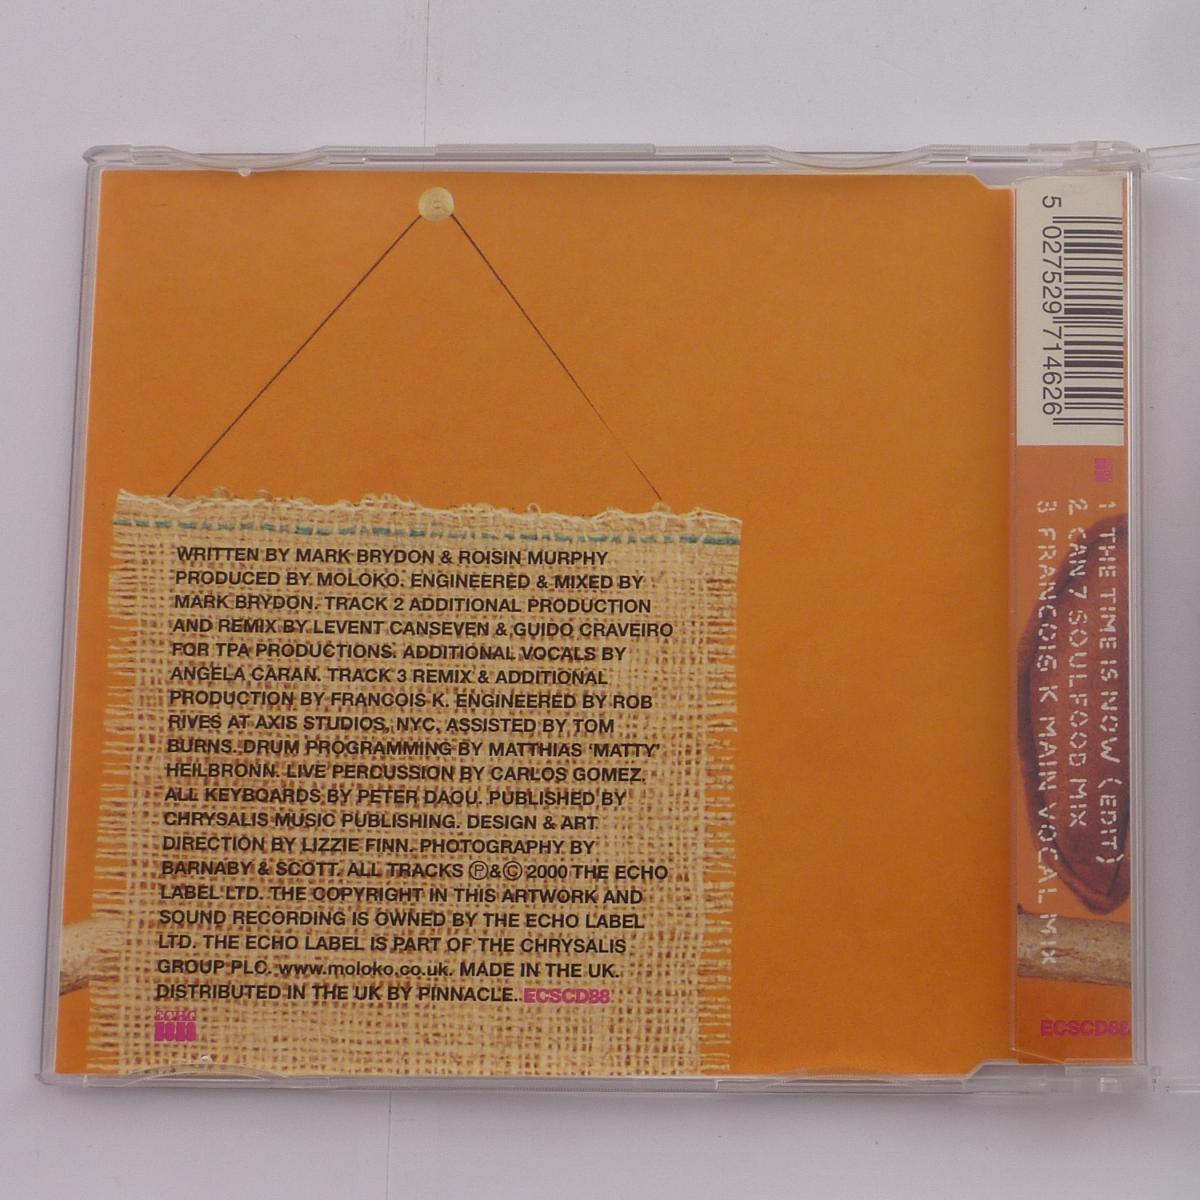 WRITTEN BY MARK BRYDON & ROISIN MURPHY
PRODUCED BY MOLOKO. ENGINEERED & MIXED BY
MARK BRYDON. TRACK 2 ADDITIONAL PRODUCTION
AND REMIX BY LEVENT CANSEVEN & GUIDO CRAVEIRO
FOR TPA PRODUCTIONS. ADDITIONAL VOCALS BY
ANGELA CARAN. TRACK 3 REMIX & ADDITIONAL
PRODUCTION BY FRANCOIS K. ENGINEERED BY ROB
RIVES AT AXIS STUDIOS, NYC, ASSISTED BY TOM
BURNS. DRUM PROGRAMMING BY MATTHIAS 'MATTY'
HEILBRONN. LIVE PERCUSSION BY CARLOS GOMEZ.
ALL KEYBOARDS BY PETER DAOU. PUBLISHED BY
CHRYSALIS MUSIC PUBLISHING. DESIGN & ART
DIRECTION BY LIZZIE FINN. PHOTOGRAPHY BY
BARNABY & SCOTT. ALL TRACKS Ⓟ&© 2000 THE ECHO
LABEL LTD. THE COPYRIGHT IN THIS ARTWORK AND
SOUND RECORDING IS OWNED BY THE ECHO LABEL
LTD. THE ECHO LABEL IS PART OF THE CHRYSALIS
GROUP PLC. www.moloko.co.uk. MADE IN THE UK.
DISTRIBUTED IN THE UK BY PINNACLE. ECSCD88
ECHO
5 027529 714626
1 THE TIME IS NOW (EDIT)
2 CAN 7 SOULFOOD MIX
3 FRANCOIS K MAIN VOCAL MIX
ECSCD88